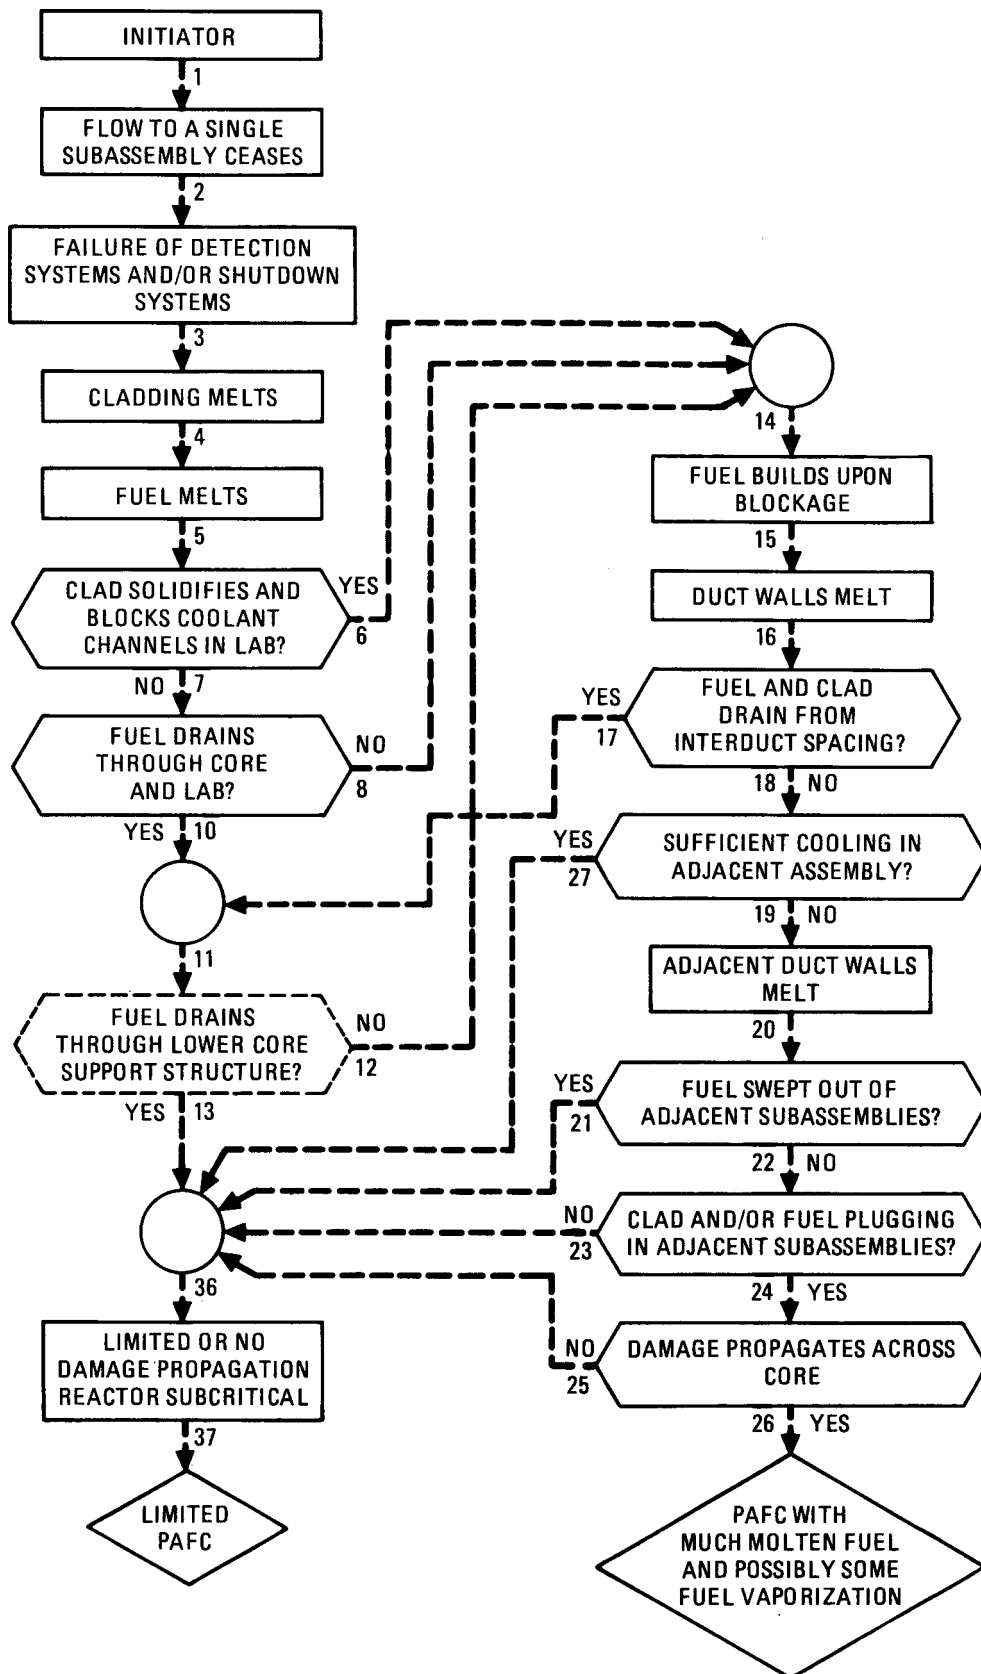 INITIATOR
1
FLOW TO A SINGLE
SUBASSEMBLY CEASES
2
FAILURE OF DETECTION
SYSTEMS AND/OR SHUTDOWN
SYSTEMS
3
CLADDING MELTS
4
FUEL MELTS
5
CLAD SOLIDIFIES AND
BLOCKS COOLANT
CHANNELS IN LAB?
YES
6
NO 7
FUEL DRAINS
THROUGH CORE
AND LAB?
NO
8
YES 10
11
FUEL DRAINS
THROUGH LOWER CORE
SUPPORT STRUCTURE?
NO
12
YES 13
36
LIMITED OR NO
DAMAGE PROPAGATION
REACTOR SUBCRITICAL
37
LIMITED
PAFC
14
FUEL BUILDS UPON
BLOCKAGE
15
DUCT WALLS MELT
16
FUEL AND CLAD
DRAIN FROM
INTERDUCT SPACING?
YES
17
18 NO
SUFFICIENT COOLING IN
ADJACENT ASSEMBLY?
YES
27
19 NO
ADJACENT DUCT WALLS
MELT
20
FUEL SWEPT OUT OF
ADJACENT SUBASSEMBLIES?
YES
21
22 NO
CLAD AND/OR FUEL PLUGGING
IN ADJACENT SUBASSEMBLIES?
NO
23
24 YES
DAMAGE PROPAGATES ACROSS
CORE
NO
25
26 YES
PAFC WITH
MUCH MOLTEN FUEL
AND POSSIBLY SOME
FUEL VAPORIZATION